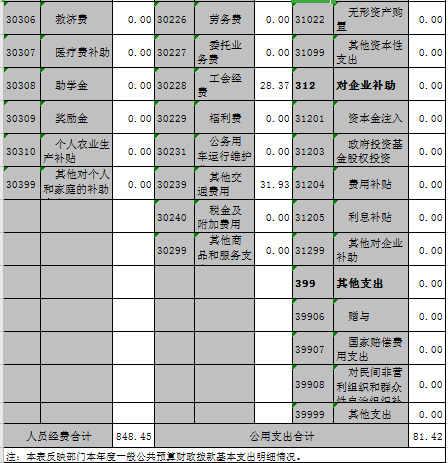 30306 救济费 0.00 30226 劳务费 0.00 31022 无形资产购置 0.00
30307 医疗费补助 0.00 30227 委托业务费 0.00 31099 其他资本性支出 0.00
30308 助学金 0.00 30228 工会经费 28.37 312 对企业补助 0.00
30309 奖励金 0.00 30229 福利费 0.00 31201 资本金注入 0.00
30310 个人农业生产补贴 0.00 30231 公务用车运行维护 0.00 31203 政府投资基金股权投资 0.00
30399 其他对个人和家庭的补助 0.00 30239 其他交通费用 31.93 31204 费用补贴 0.00
30240 税金及附加费用 0.00 31205 利息补贴 0.00
30299 其他商品和服务支 0.00 31299 其他对企业补助 0.00
399 其他支出 0.00
39906 赠与 0.00
39907 国家赔偿费用支出 0.00
39908 对民间非营利组织和群众性自治组织补 0.00
39999 其他支出 0.00
人员经费合计 848.45 公用支出合计 81.42
注：本表反映部门本年度一般公共预算财政拨款基本支出明细情况。